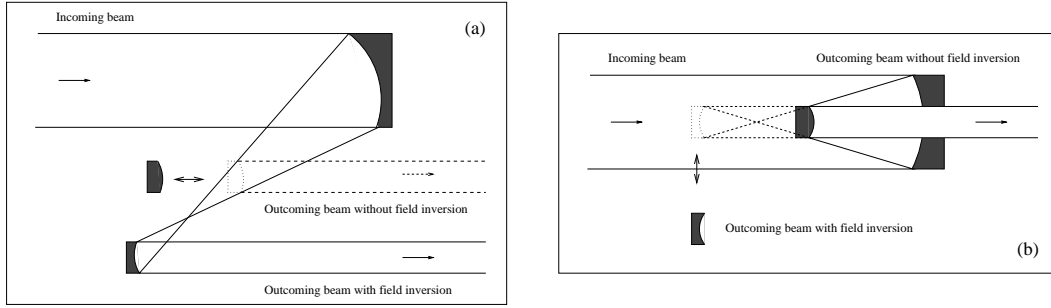 Incoming beam
(a)
Outcoming beam without field inversion
Outcoming beam with field inversion
Incoming beam
Outcoming beam without field inversion
Outcoming beam with field inversion
(b)